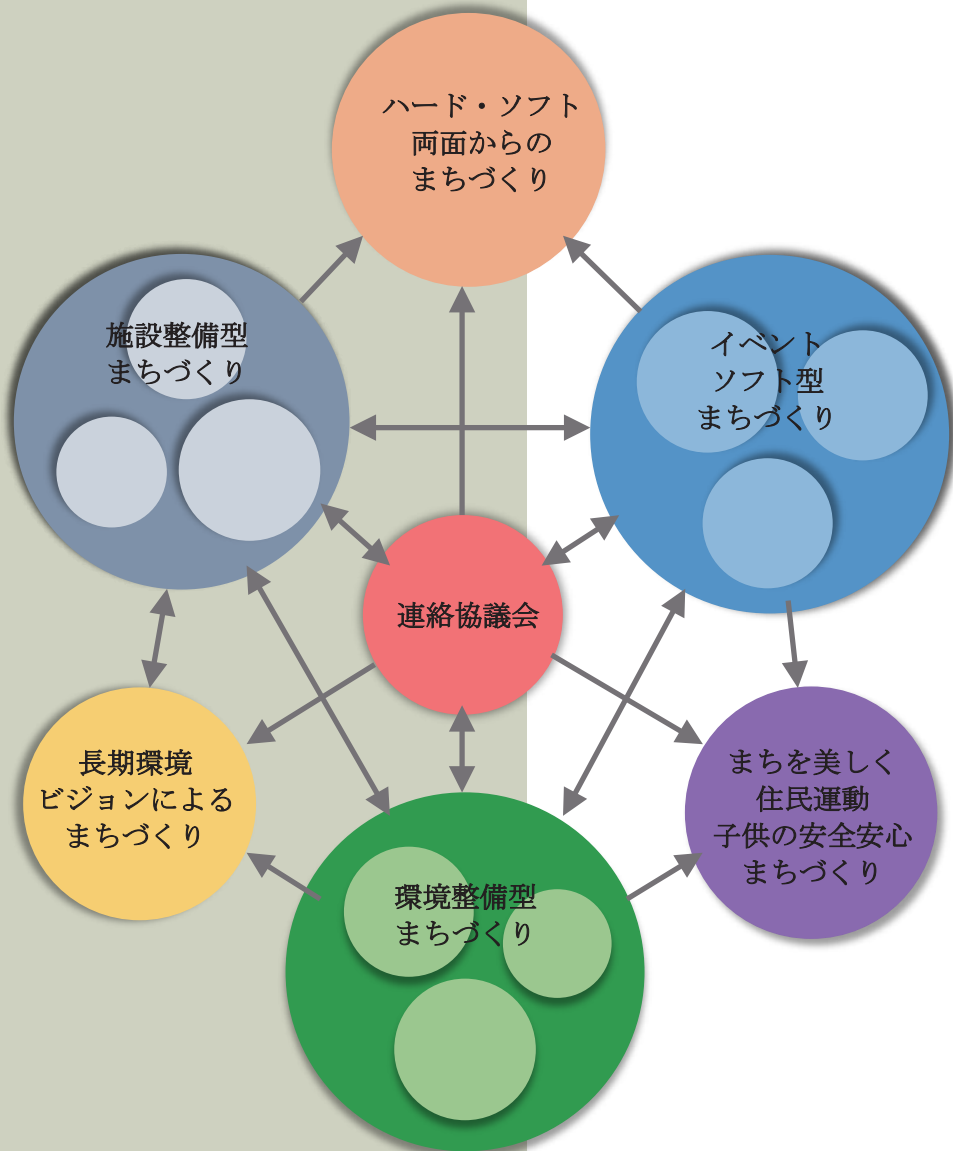 ハード・ソフト
両面からの
まちづくり
施設整備型
まちづくり
イベント
ソフト型
まちづくり
連絡協議会
長期環境
ビジョンによる
まちづくり
まちを美しく
住民運動
子供の安全安心
まちづくり
環境整備型
まちづくり